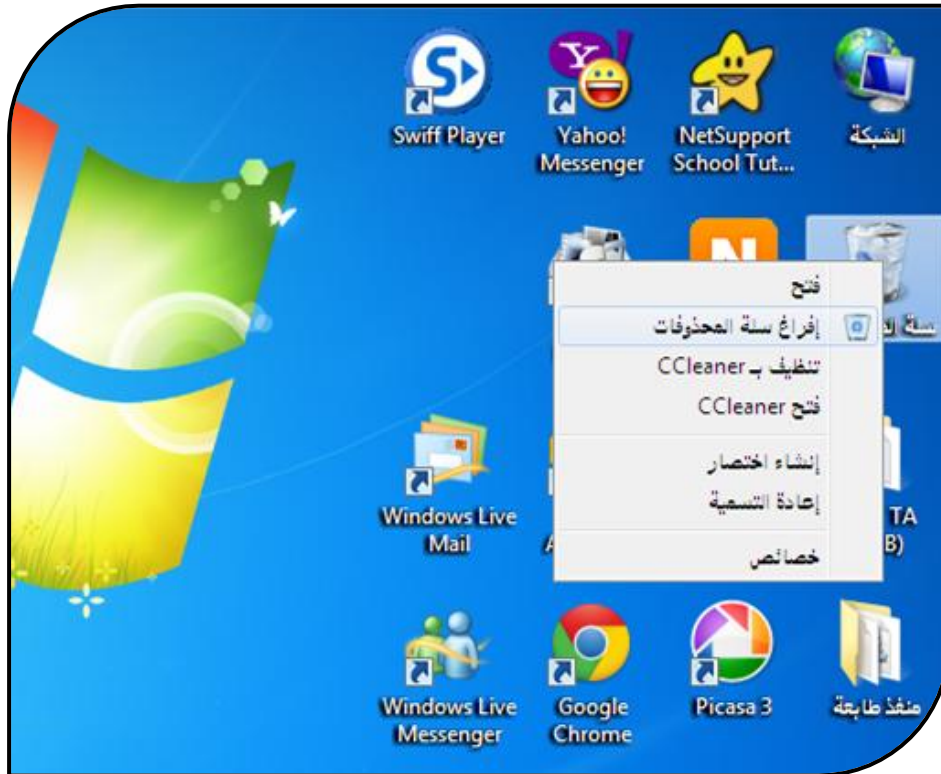 Swiff Player
Yahoo!
Messenger
NetSupport
School Tut...
الشبكة
سلة
فتح
إفراغ سلة المحذوفات
تنظيف بـ CCleaner
فتح CCleaner
إنشاء اختصار
إعادة التسمية
خصائص
Windows Live
Mail
TA
B)
Windows Live
Messenger
Google
Chrome
Picasa 3
منفذ طابعة